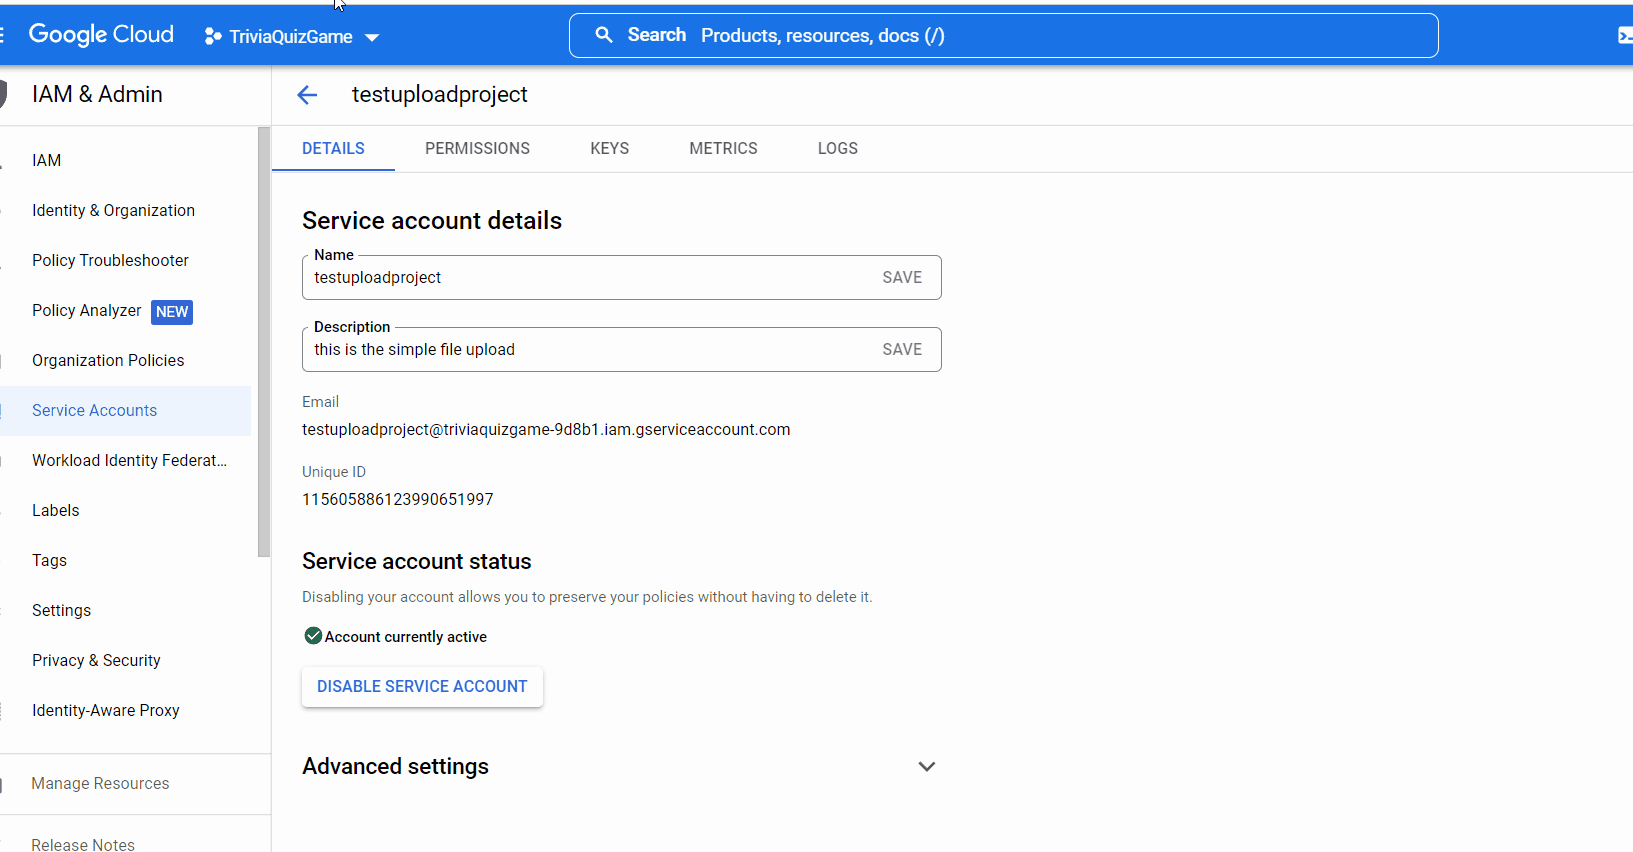 Google Cloud
TriviaQuizGame
Search Products, resources, docs (/)
IAM & Admin
IAM
Identity & Organization
Policy Troubleshooter
Policy Analyzer NEW
Organization Policies
Service Accounts
Workload Identity Federat...
Labels
Tags
Settings
Privacy & Security
Identity-Aware Proxy
Manage Resources
Release Notes
testuploadproject
DETAILS PERMISSIONS KEYS METRICS LOGS
Service account details
Name
testuploadproject SAVE
Description
this is the simple file upload SAVE
Email
testuploadproject@triviaquizgame-9d8b1.iam.gserviceaccount.com
Unique ID
115605886123990651997
Service account status
Disabling your account allows you to preserve your policies without having to delete it.
Account currently active
DISABLE SERVICE ACCOUNT
Advanced settings